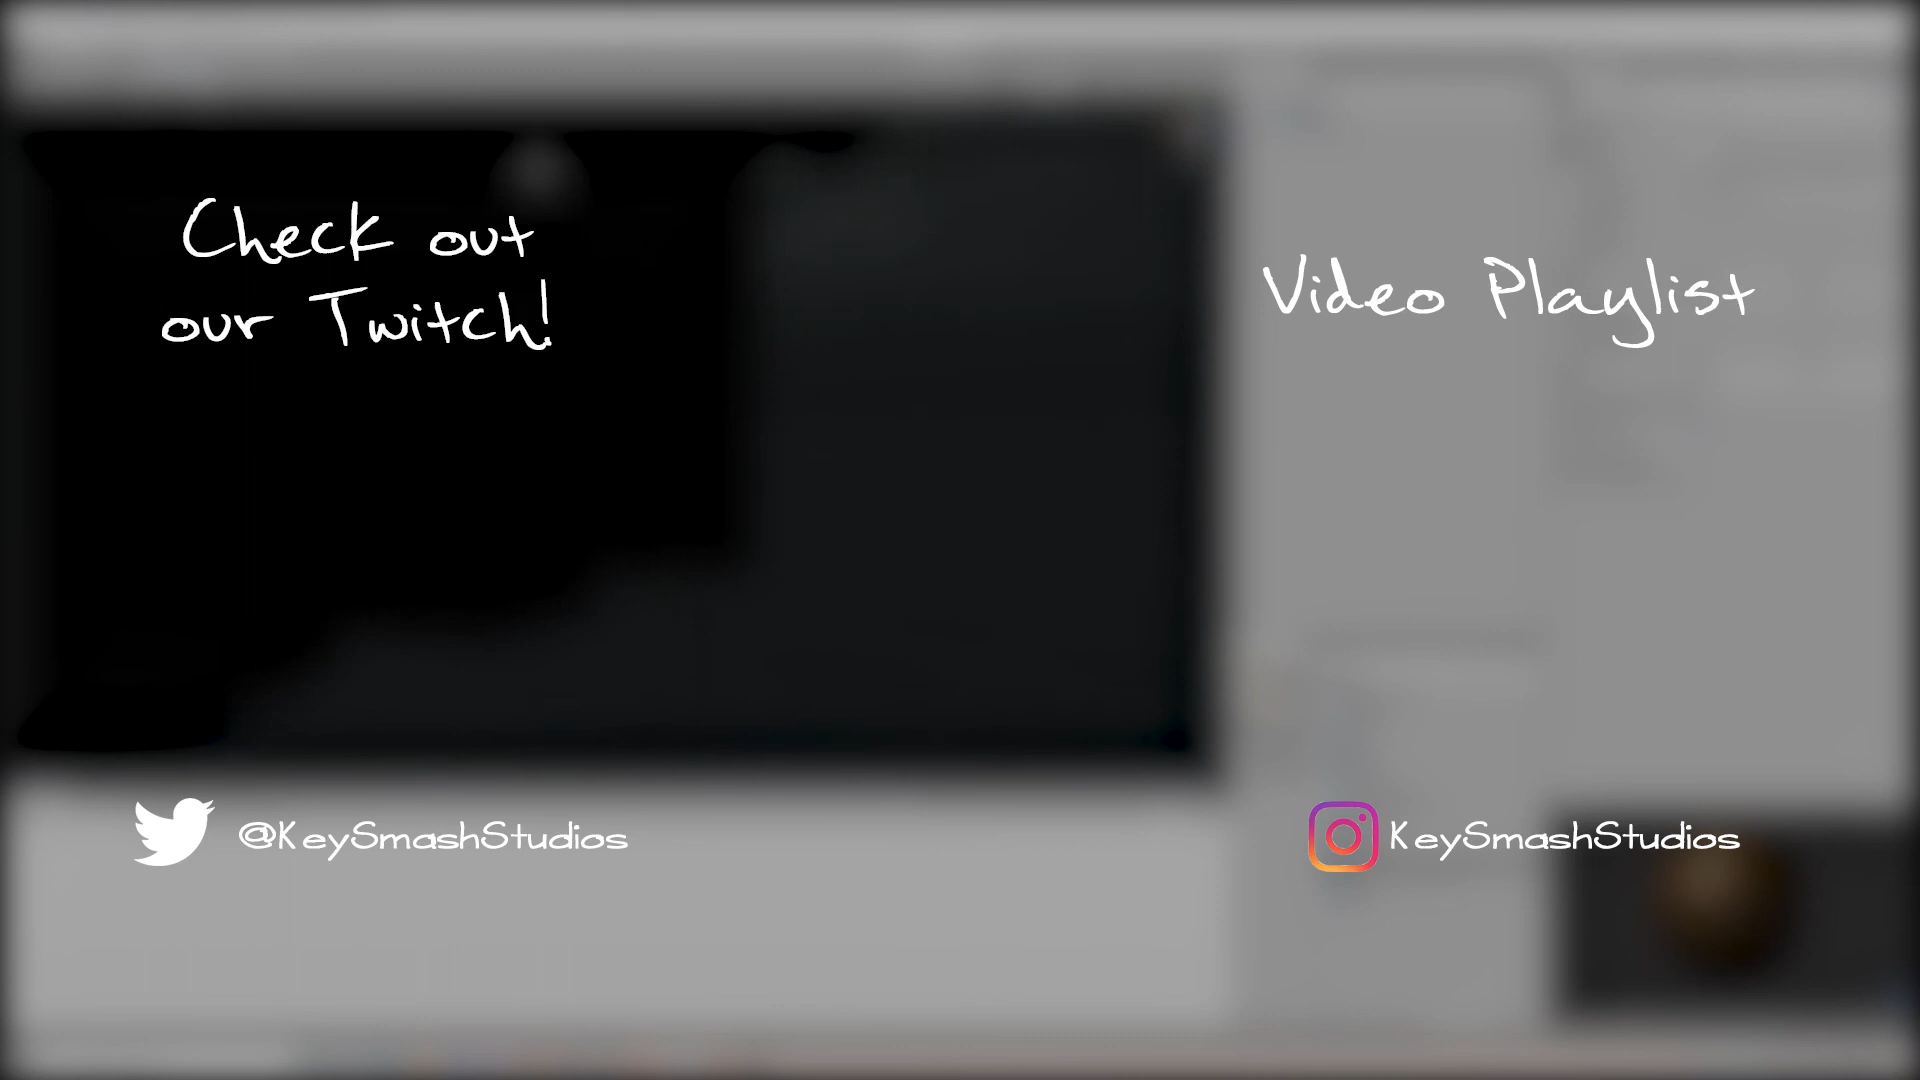 Check out
our Twitch!
Video Playlist
@KeySmashStudios
KeySmashStudios